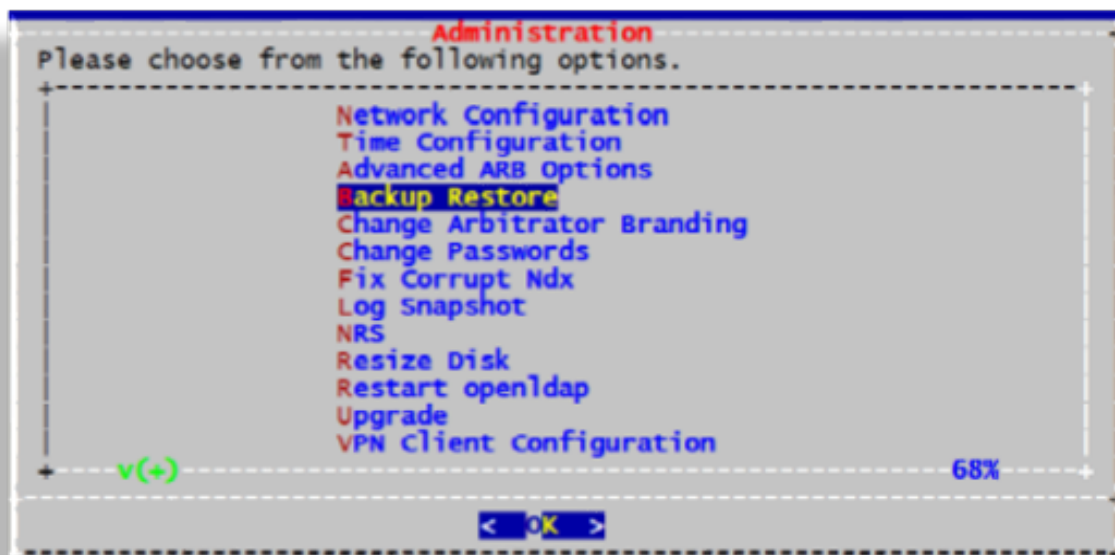 Administration
Please choose from the following options.
Network Configuration
Time Configuration
Advanced ARB Options
Backup Restore
Change Arbitrator Branding
Change Passwords
Fix Corrupt Ndx
Log Snapshot
NRS
Resize Disk
Restart openldap
Upgrade
VPN Client Configuration
v(+) 68%
< OK >